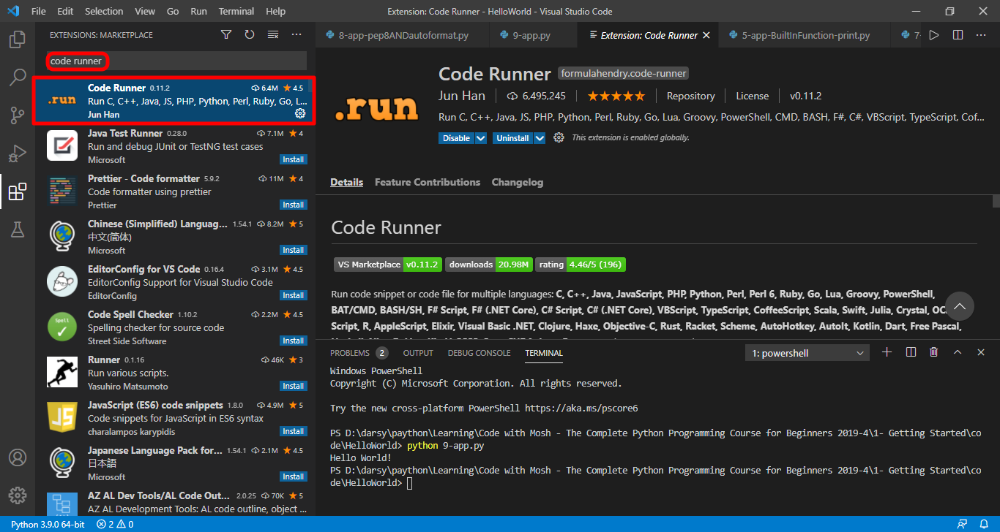 File Edit Selection View Go Run Terminal Help
Extension: Code Runner - HelloWorld - Visual Studio Code
EXTENSIONS: MARKETPLACE
code runner
Code Runner 0.11.2 6.4M 4.5
Run C, C++, Java, JS, PHP, Python, Perl, Ruby, Go, L...
Jun Han
Java Test Runner 0.28.0 7.1M 4
Run and debug JUnit or TestNG test cases
Microsoft Install
Prettier - Code formatter 5.9.2 11M 4
Code formatter using prettier
Prettier Install
Chinese (Simplified) Languag... 1.54.1 8.2M 5
中文(简体)
Microsoft Install
EditorConfig for VS Code 0.16.4 3.1M 4.5
EditorConfig Support for Visual Studio Code
EditorConfig Install
Spell
Code Spell Checker 1.10.2 2.2M 4.5
Spelling checker for source code
Street Side Software Install
Runner 0.1.16 46K 3
Run various scripts.
Yasuhiro Matsumoto Install
JS
JavaScript (ES6) code snippets 1.8.0 4.9M 5
Code snippets for JavaScript in ES6 syntax
charalampos karypidis Install
Japanese Language Pack for... 1.54.1 2.1M 4.5
日本語
Microsoft Install
AZ AL Dev Tools/AL Code Out... 2.0.25 70K 5
AZ AL Development Tools: AL code outline, object ...
8-app-pep8ANDautoformat.py 9-app.py Extension: Code Runner 5-app-BuiltInFunction-print.py 7-
.run
Code Runner formulahendry.code-runner
Jun Han 6,495,245 Repository License v0.11.2
Run C, C++, Java, JS, PHP, Python, Perl, Ruby, Go, Lua, Groovy, PowerShell, CMD, BASH, F#, C#, VBScript, TypeScript, Cof...
Disable Uninstall This extension is enabled globally.
Details Feature Contributions Changelog
Code Runner
VS Marketplace v0.11.2 downloads 20.98M rating 4.46/5 (196)
Run code snippet or code file for multiple languages: C, C++, Java, JavaScript, PHP, Python, Perl, Perl 6, Ruby, Go, Lua, Groovy, PowerShell,
BAT/CMD, BASH/SH, F# Script, F# (.NET Core), C# Script, C# (.NET Core), VBScript, TypeScript, CoffeeScript, Scala, Swift, Julia, Crystal, OC
Script, R, AppleScript, Elixir, Visual Basic .NET, Clojure, Haxe, Objective-C, Rust, Racket, Scheme, AutoHotkey, AutoIt, Kotlin, Dart, Free Pascal,
PROBLEMS 2 OUTPUT DEBUG CONSOLE TERMINAL 1: powershell
Windows PowerShell
Copyright (C) Microsoft Corporation. All rights reserved.
Try the new cross-platform PowerShell https://aka.ms/pscore6
PS D:\darsy\paython\Learning\Code with Mosh - The Complete Python Programming Course for Beginners 2019-4\1- Getting Started\co
de\HelloWorld> python 9-app.py
Hello World!
PS D:\darsy\paython\Learning\Code with Mosh - The Complete Python Programming Course for Beginners 2019-4\1- Getting Started\co
de\HelloWorld>
Python 3.9.0 64-bit 2 0